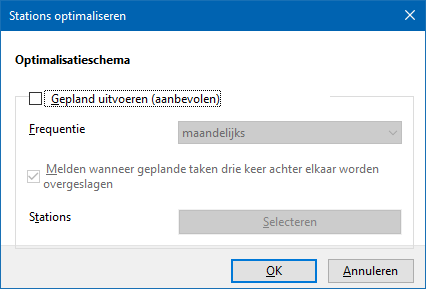 Stations optimaliseren
Optimalisatieschema
Gepland uitvoeren (aanbevolen)
Frequentie
maandelijks
Melden wanneer geplande taken drie keer achter elkaar worden
overgeslagen
Stations
Selecteren
OK
Annuleren